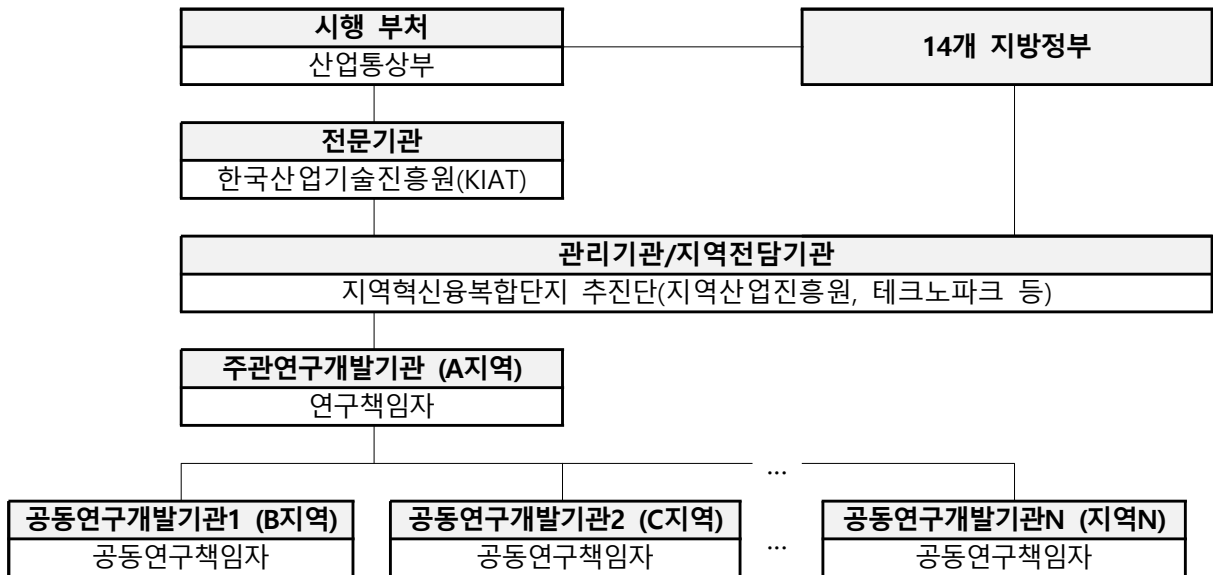 시행 부처
산업통상부
14개 지방정부
전문기관
한국산업기술진흥원(KIAT)
관리기관/지역전담기관
지역혁신융복합단지 추진단(지역산업진흥원, 테크노파크 등)
주관연구개발기관 (A지역)
연구책임자
...
공동연구개발기관1 (B지역)
공동연구책임자
공동연구개발기관2 (C지역)
공동연구책임자
...
공동연구개발기관N (지역N)
공동연구책임자